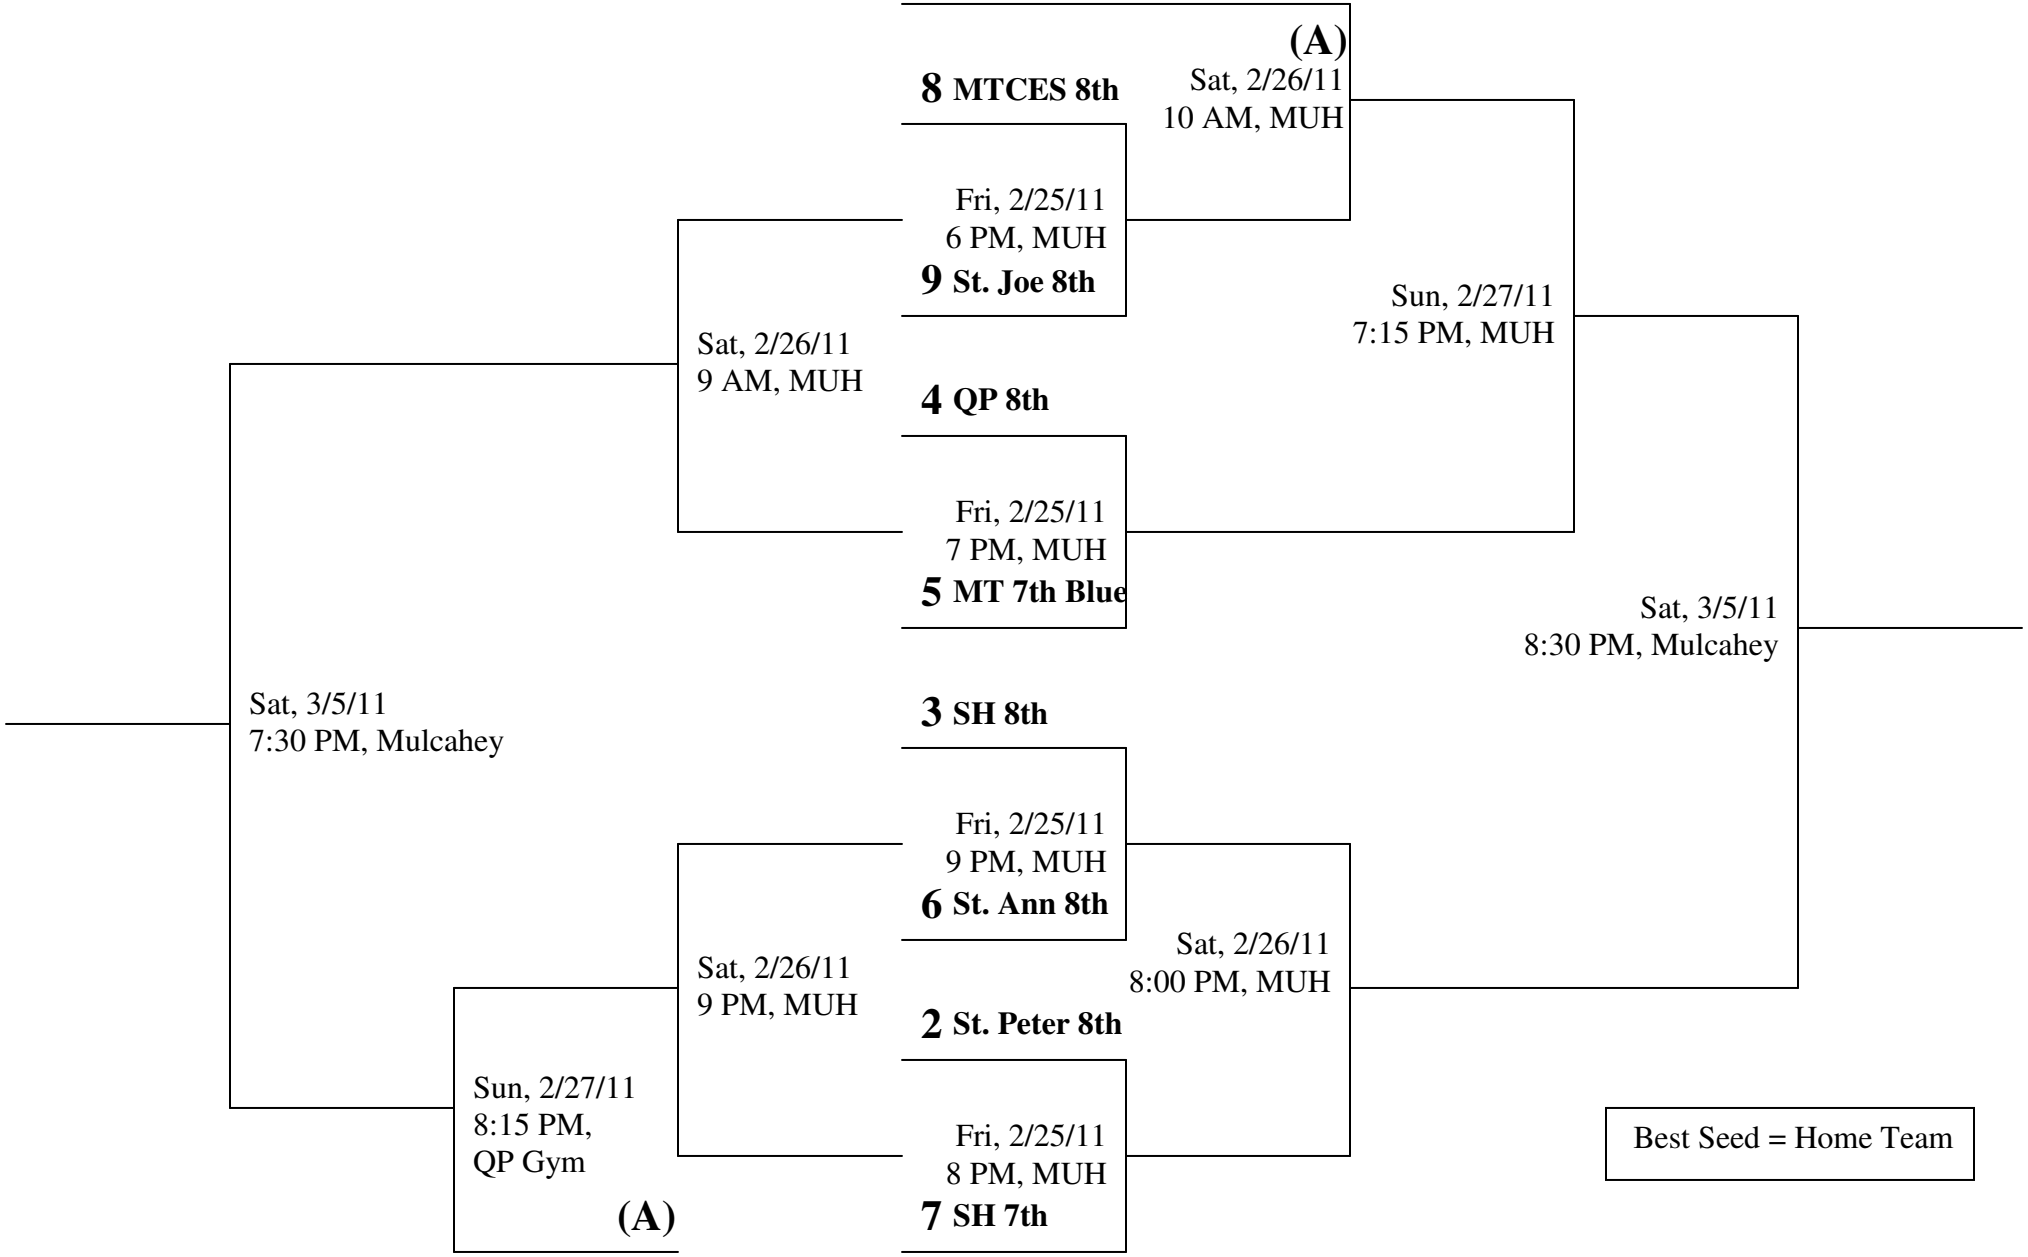 (A)
Sat, 2/26/11
10 AM, MUH
8 MTCES 8th
Fri, 2/25/11
6 PM, MUH
9 St. Joe 8th
Sun, 2/27/11
7:15 PM, MUH
Sat, 2/26/11
9 AM, MUH
4 QP 8th
Fri, 2/25/11
7 PM, MUH
5 MT 7th Blue
Sat, 3/5/11
8:30 PM, Mulcahey
Sat, 3/5/11
7:30 PM, Mulcahey
3 SH 8th
Fri, 2/25/11
9 PM, MUH
6 St. Ann 8th
Sat, 2/26/11
8:00 PM, MUH
Sat, 2/26/11
9 PM, MUH
2 St. Peter 8th
Sun, 2/27/11
8:15 PM,
QP Gym
(A)
Fri, 2/25/11
8 PM, MUH
7 SH 7th
Best Seed = Home Team